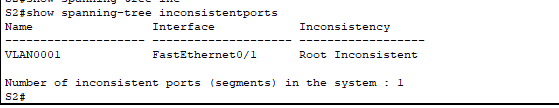 S2#show spanning-tree inconsistentports
Name                 Interface              Inconsistency
-------------------- ---------------------- ------------------
VLAN0001             FastEthernet0/1        Root Inconsistent
Number of inconsistent ports (segments) in the system : 1
S2#